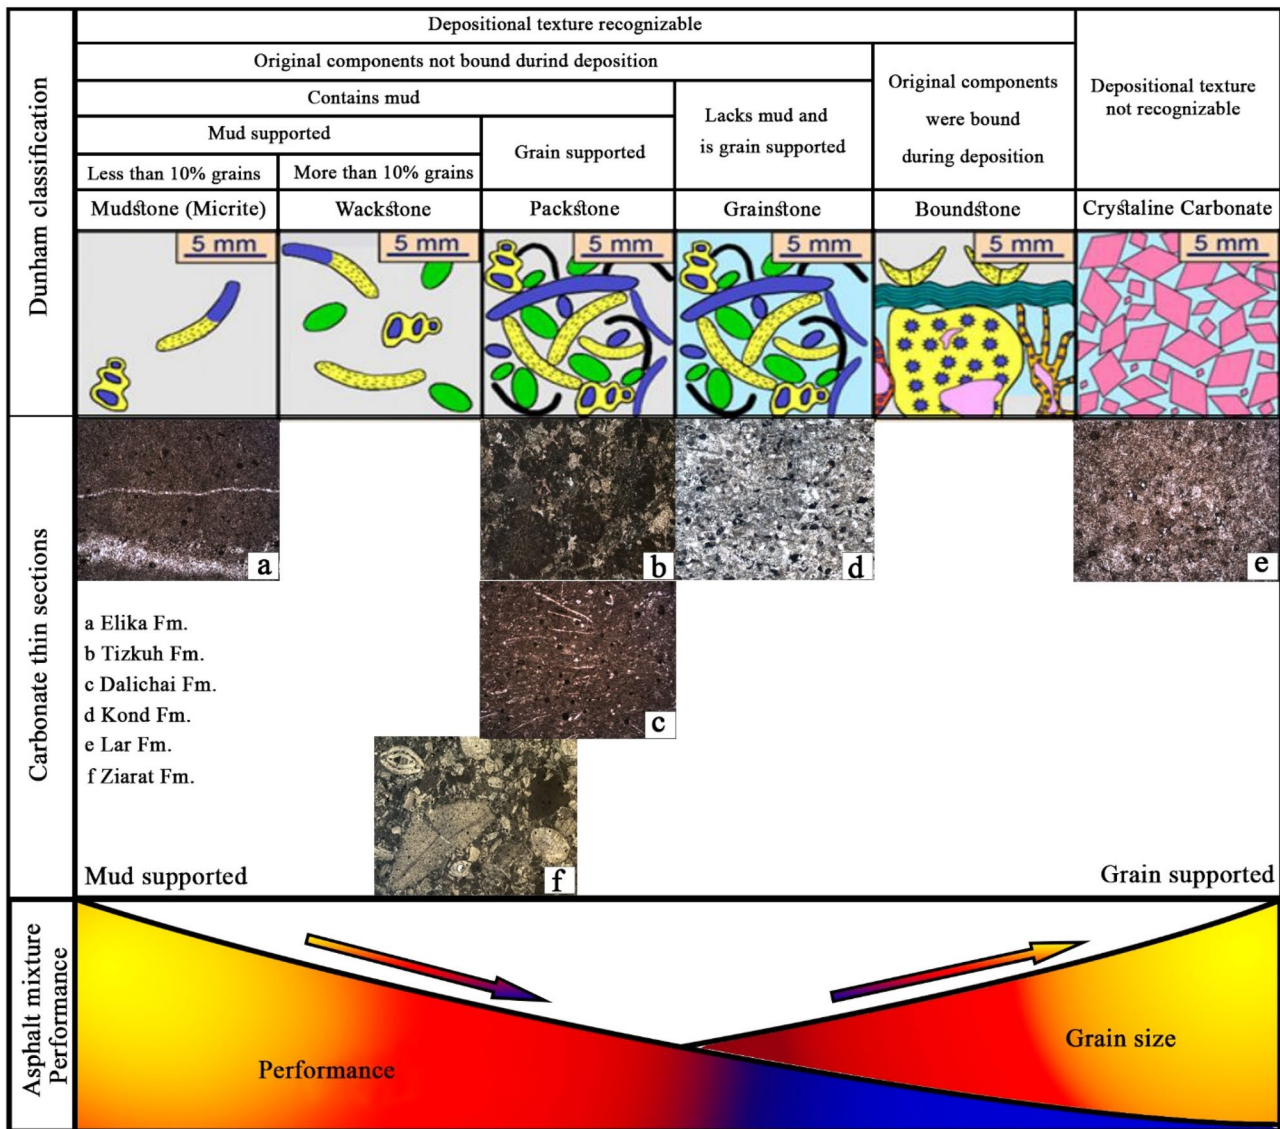 Dunham classification
Depositional texture recognizable
Original components not bound durind deposition
Contains mud
Mud supported
Less than 10% grains
More than 10% grains
Grain supported
Lacks mud and
is grain supported
Original components
were bound
during deposition
Depositional texture
not recognizable
Mudstone (Micrite)
Wackstone
Packstone
Grainstone
Boundstone
Crystaline Carbonate
5 mm
5 mm
5 mm
5 mm
5 mm
5 mm
Carbonate thin sections
a
b
d
e
c
f
a Elika Fm.
b Tizkuh Fm.
c Dalichai Fm.
d Kond Fm.
e Lar Fm.
f Ziarat Fm.
Mud supported
Grain supported
Asphalt mixture
Performance
Performance
Grain size